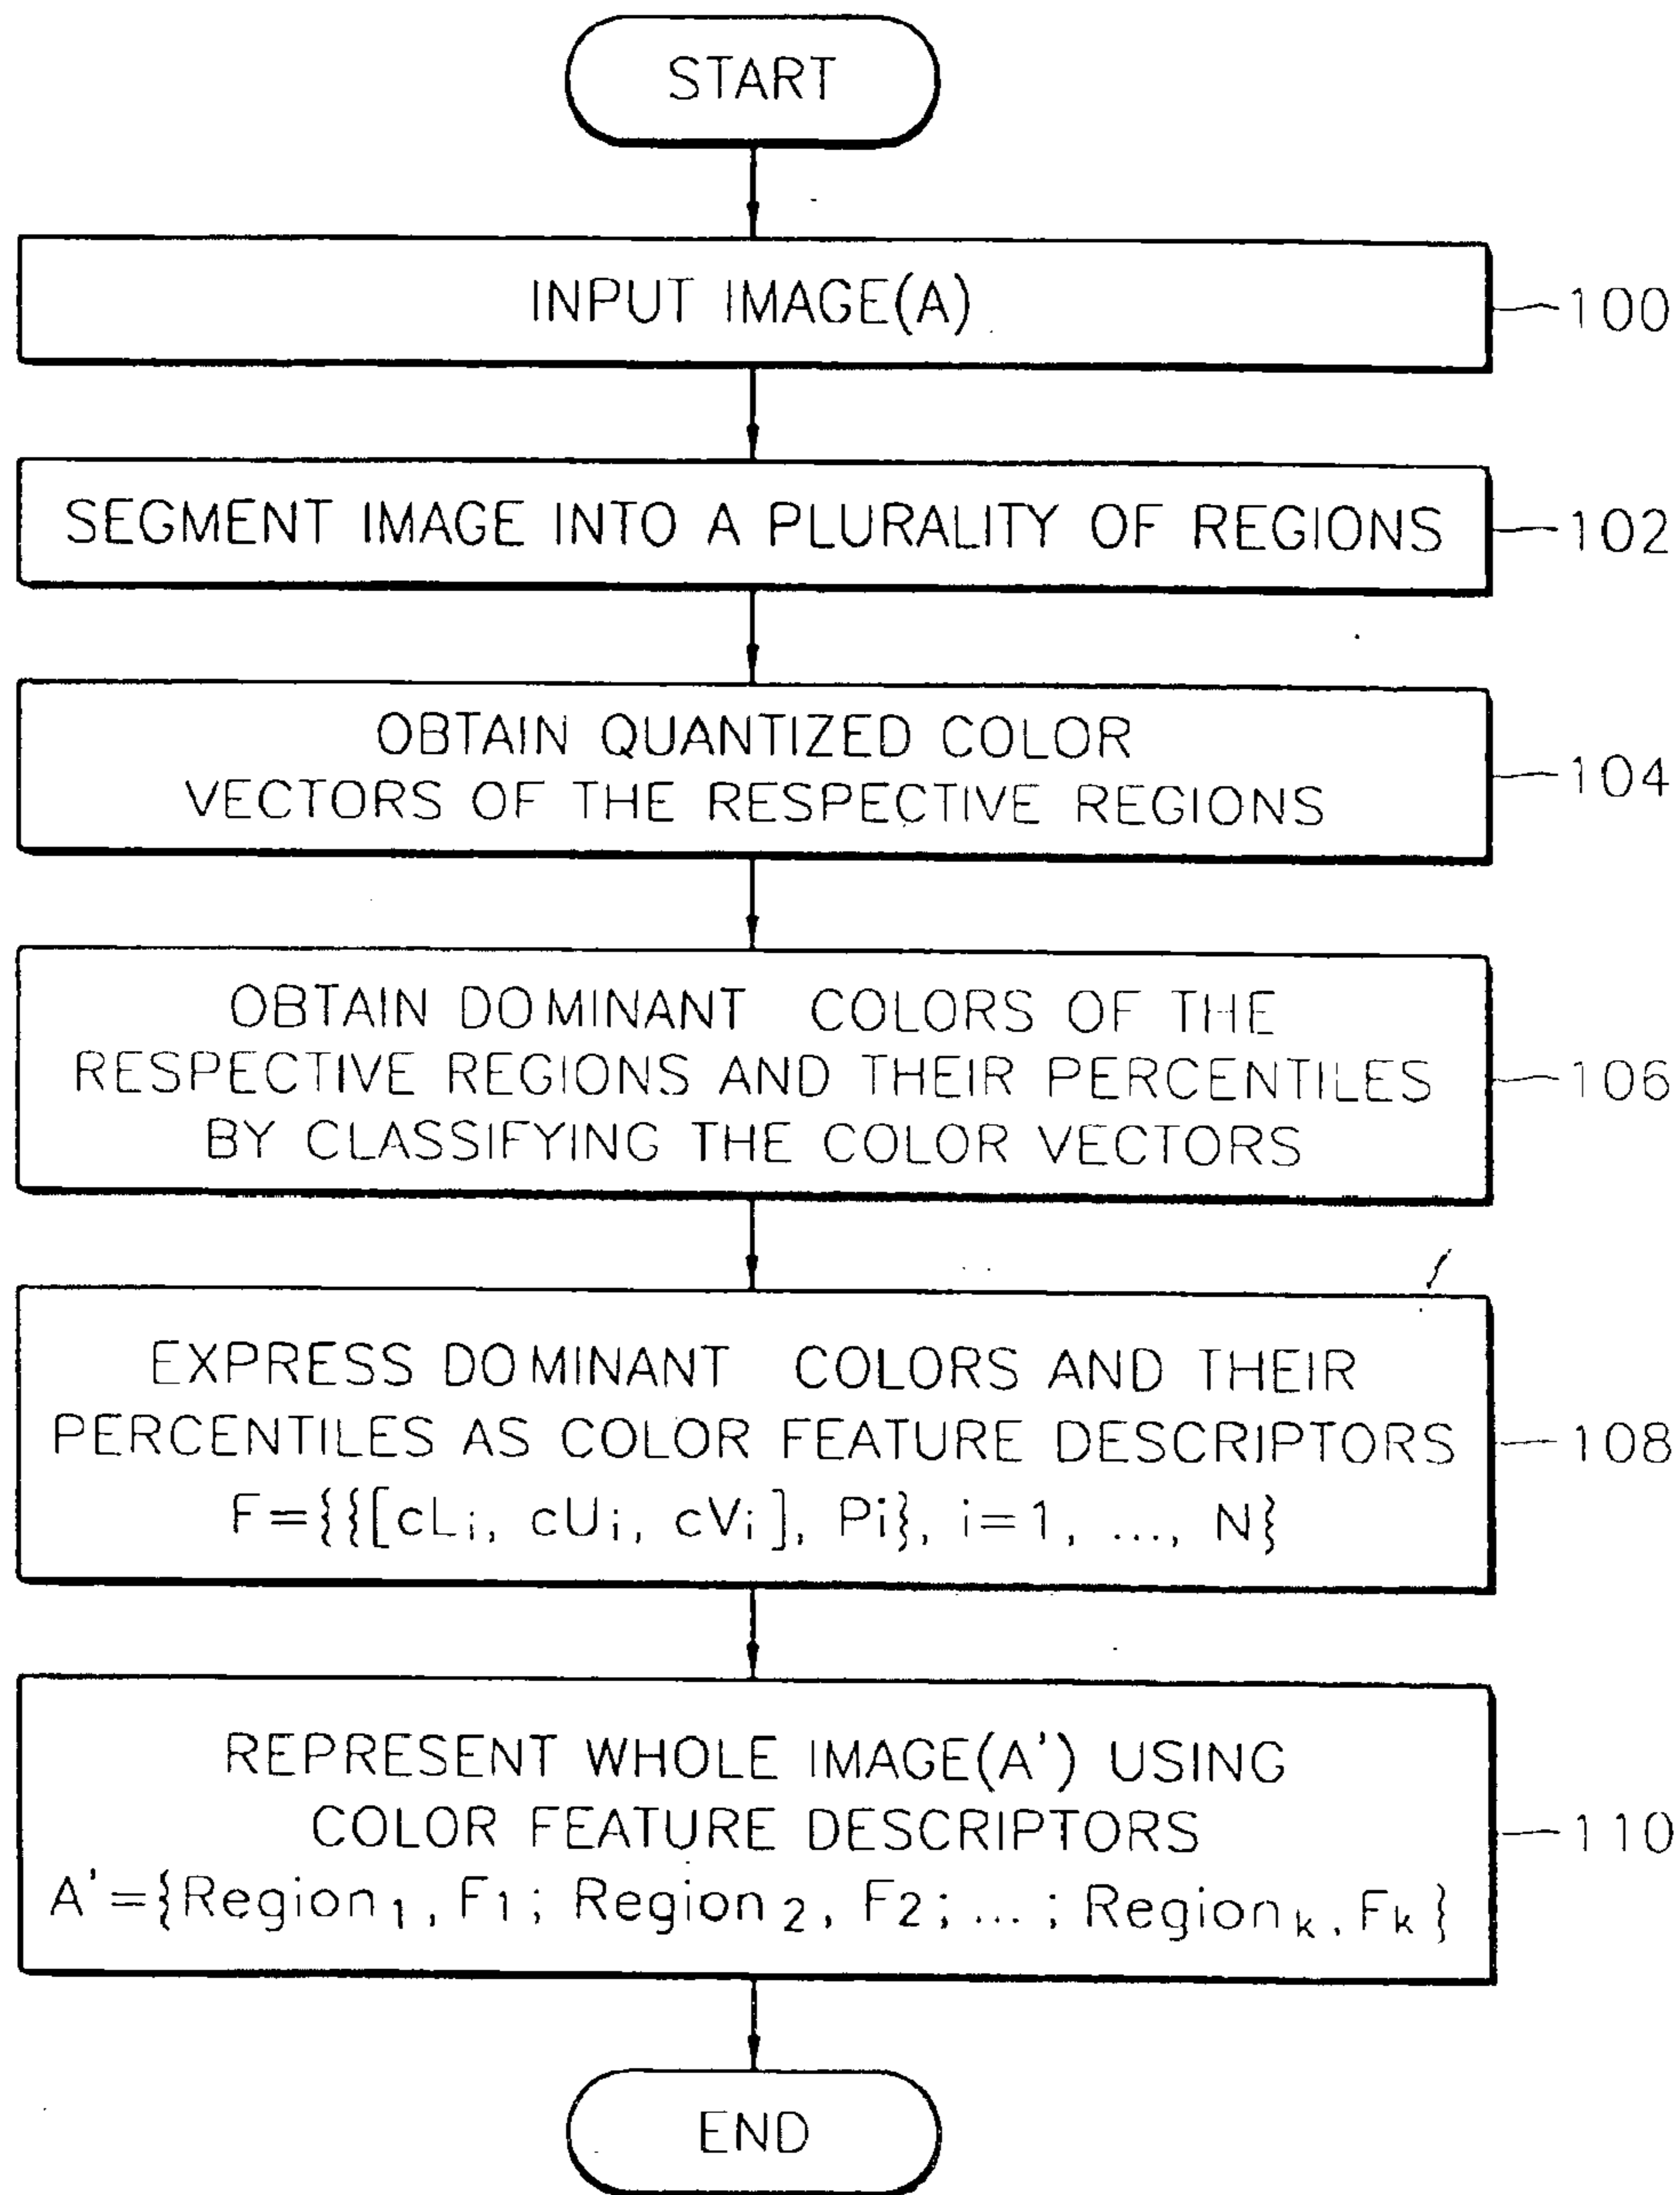 START
INPUT IMAGE(A)
100
SEGMENT IMAGE INTO A PLURALITY OF REGIONS
102
OBTAIN QUANTIZED COLOR
VECTORS OF THE RESPECTIVE REGIONS
104
OBTAIN DOMINANT COLORS OF THE
RESPECTIVE REGIONS AND THEIR PERCENTILES
BY CLASSIFYING THE COLOR VECTORS
106
EXPRESS DOMINANT COLORS AND THEIR
PERCENTILES AS COLOR FEATURE DESCRIPTORS
F={{[cLi, cUi, cVi], Pi}, i=1, ..., N}
108
REPRESENT WHOLE IMAGE(A') USING
COLOR FEATURE DESCRIPTORS
A'={Region1, F1; Region2, F2; ... ; Regionk, Fk}
110
END